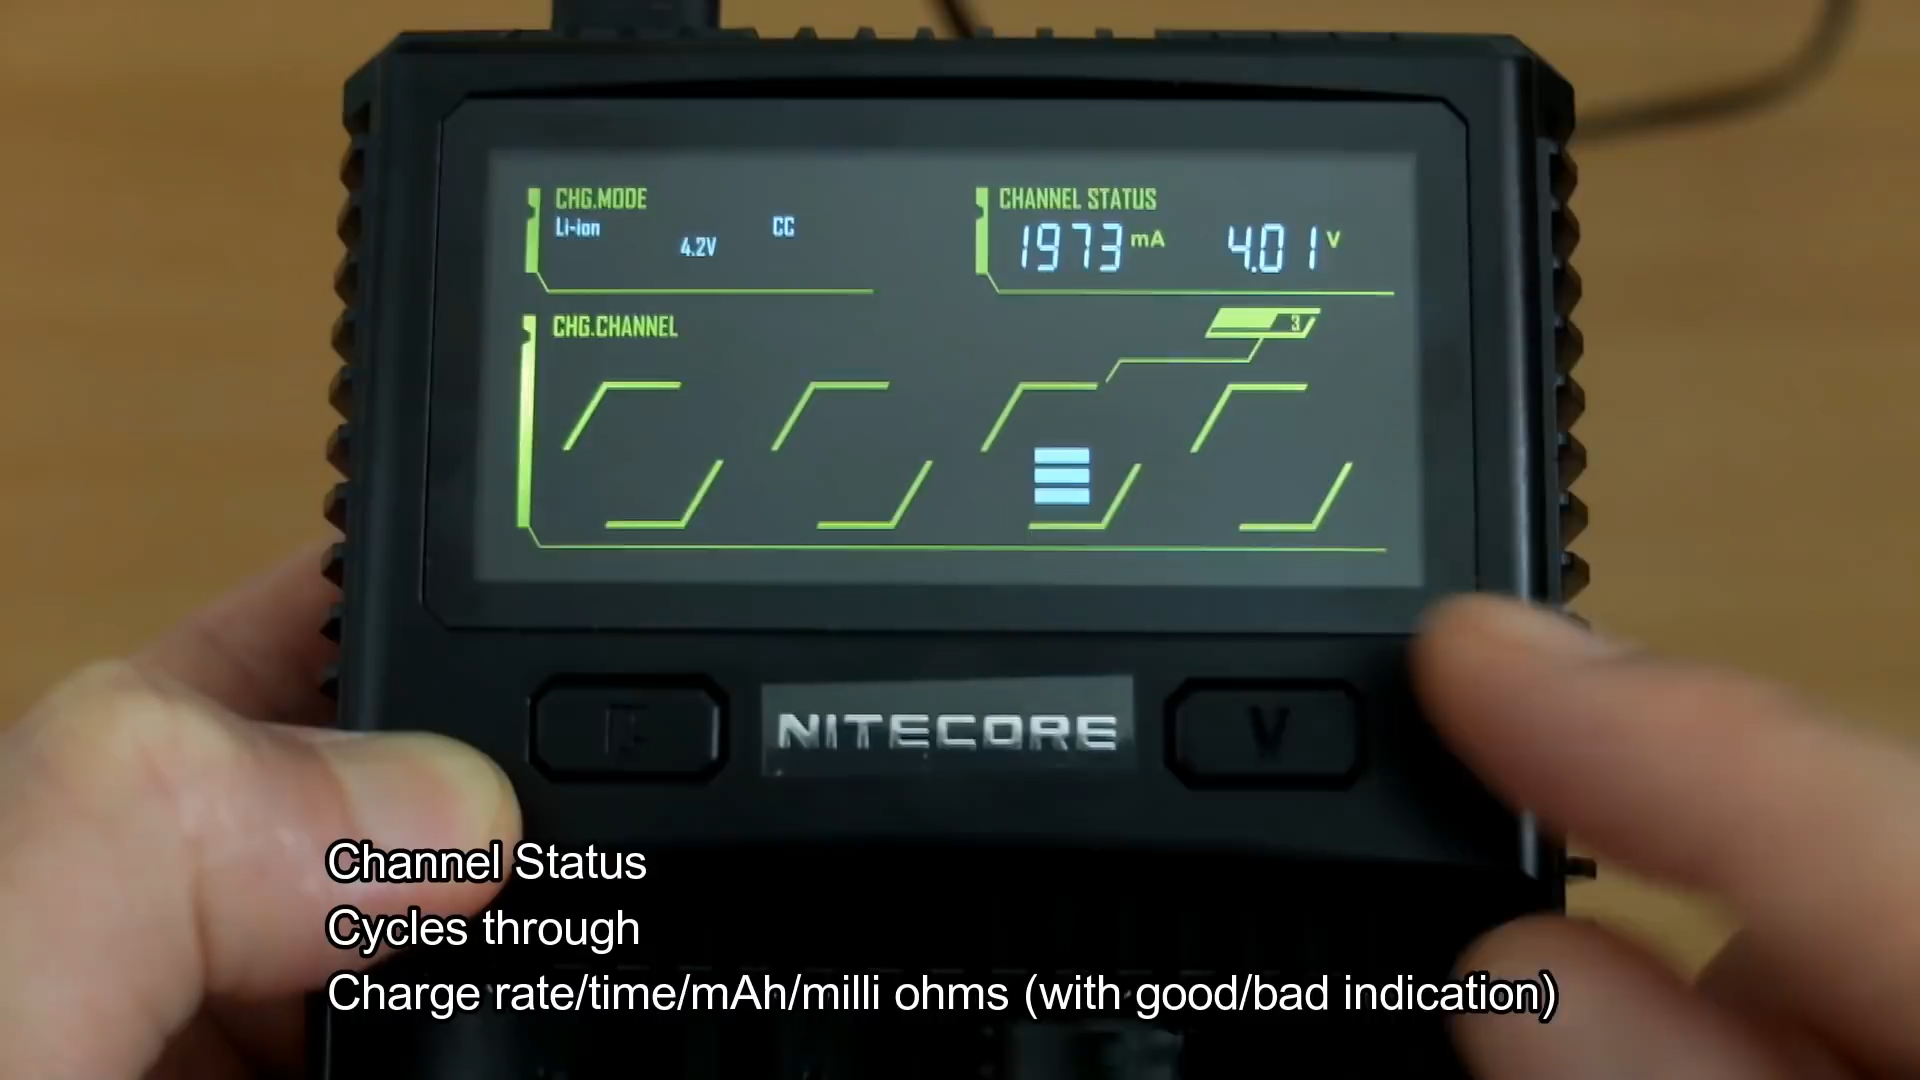 CHG.MODE
Li-ion
CC
4.2V
CHANNEL STATUS
1973 mA 4.01 V
CHG.CHANNEL
3
NITECORE
V
Channel Status
Cycles through
Charge rate/time/mAh/milli ohms (with good/bad indication)